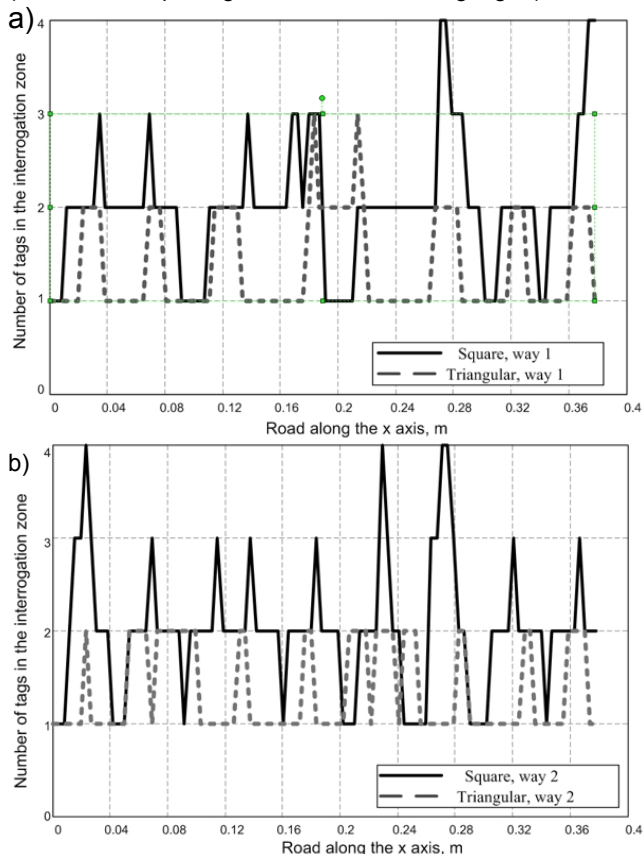 a)
4
3
2
1
0
Number of tags in the interrogation zone
Square, way 1
Triangular, way 1
0 0.04 0.08 0.12 0.16 0.2 0.24 0.28 0.32 0.36 0.4
Road along the x axis, m
b)
4
3
2
1
0
Number of tags in the interrogation zone
Square, way 2
Triangular, way 2
0 0.04 0.08 0.12 0.16 0.2 0.24 0.28 0.32 0.36 0.4
Road along the x axis, m